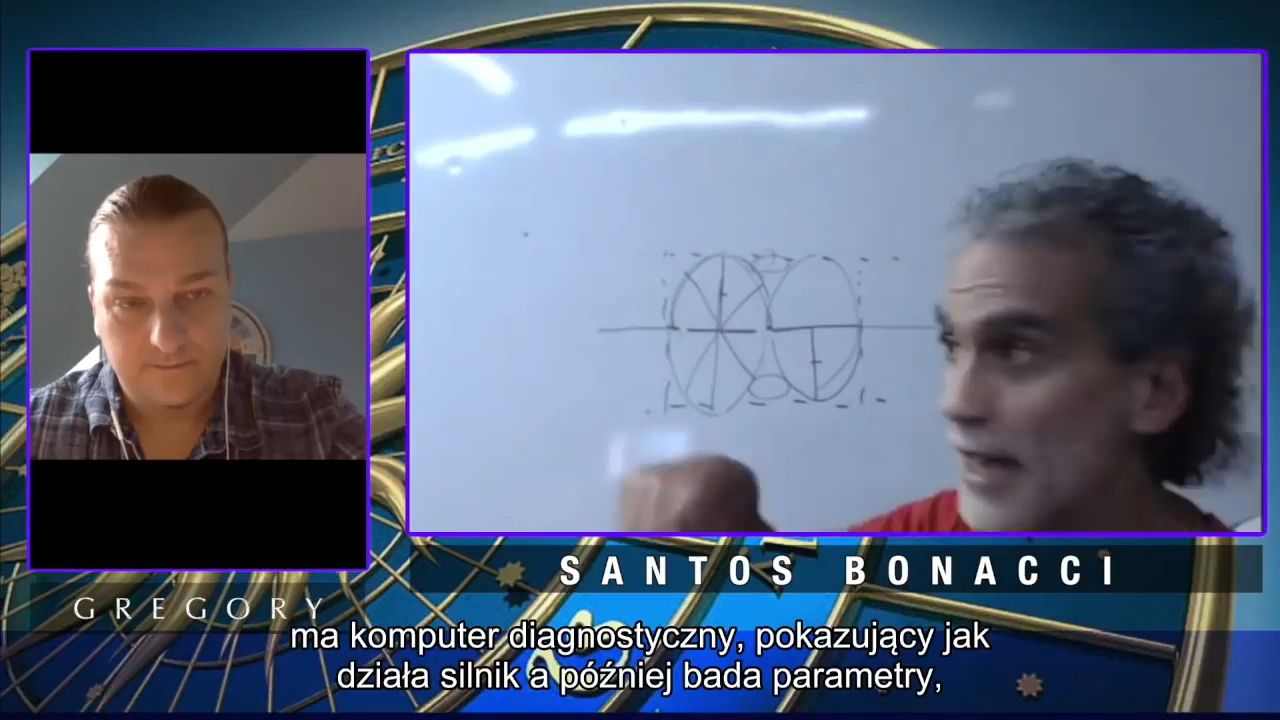 SANTOS BONACCI
GREGORY
ma komputer diagnostyczny, pokazujący jak
działa silnik a później bada parametry,